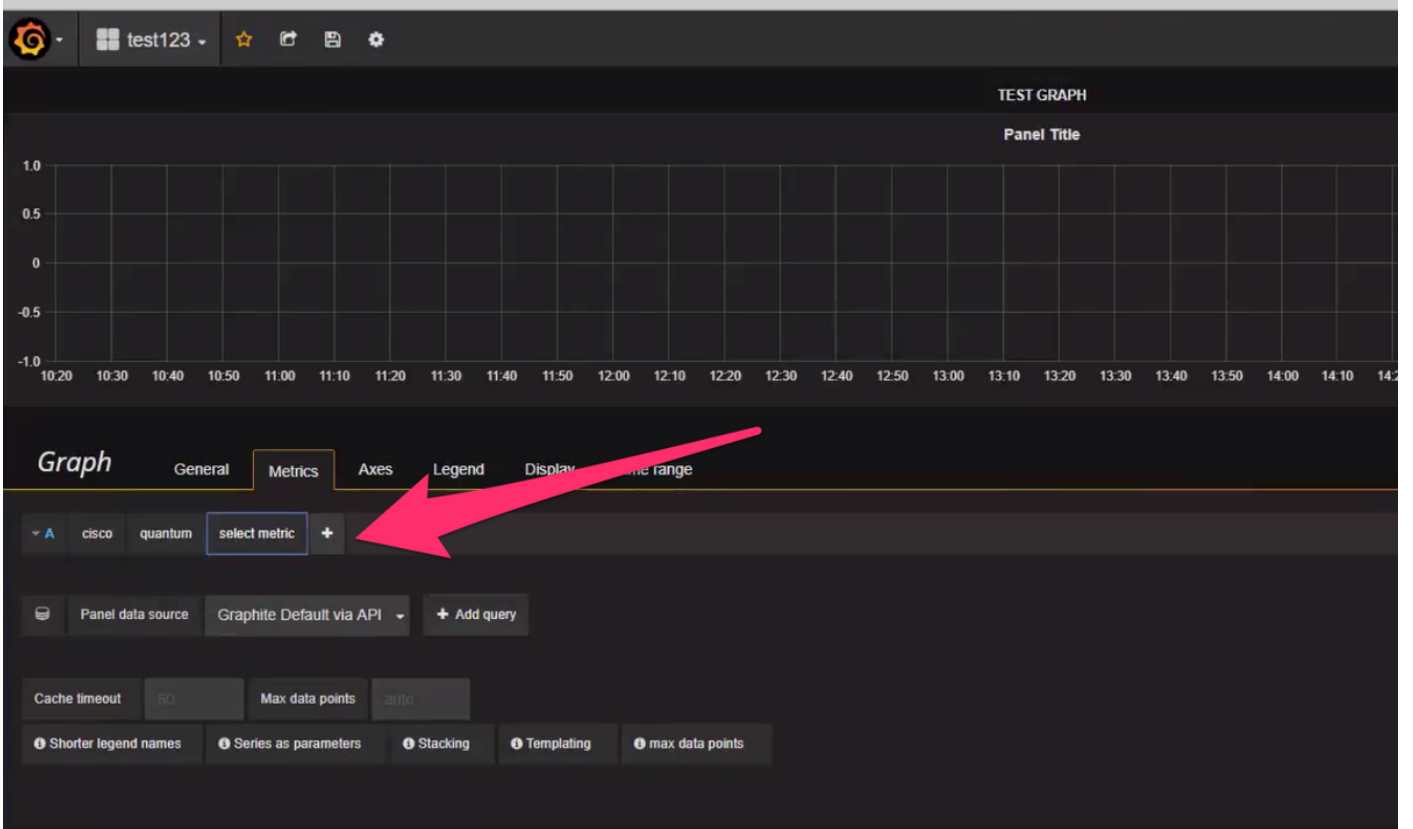 test123
TEST GRAPH
Panel Title
1.0
0.5
0
-0.5
-1.0
10:20 10:30 10:40 10:50 11:00 11:10 11:20 11:30 11:40 11:50 12:00 12:10 12:20 12:30 12:40 12:50 13:00 13:10 13:20 13:30 13:40 13:50 14:00 14:10
Graph General Metrics Axes Legend Display range
A cisco quantum select metric +
Panel data source Graphite Default via API + Add query
Cache timeout 60 Max data points auto
Shorter legend names Series as parameters Stacking Templating max data points